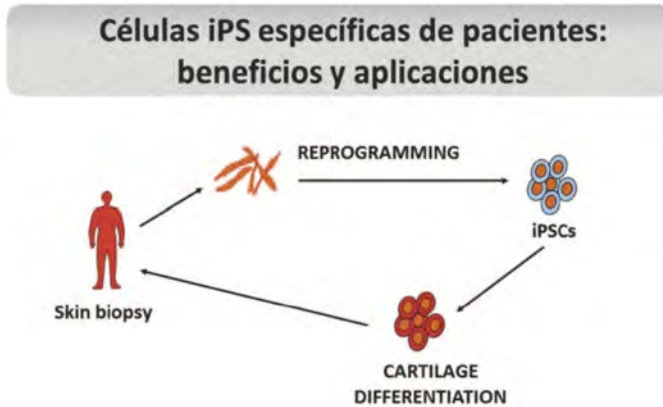 Células iPS específicas de pacientes:
beneficios y aplicaciones
REPROGRAMMING
iPSCs
Skin biopsy
CARTILAGE
DIFFERENTIATION